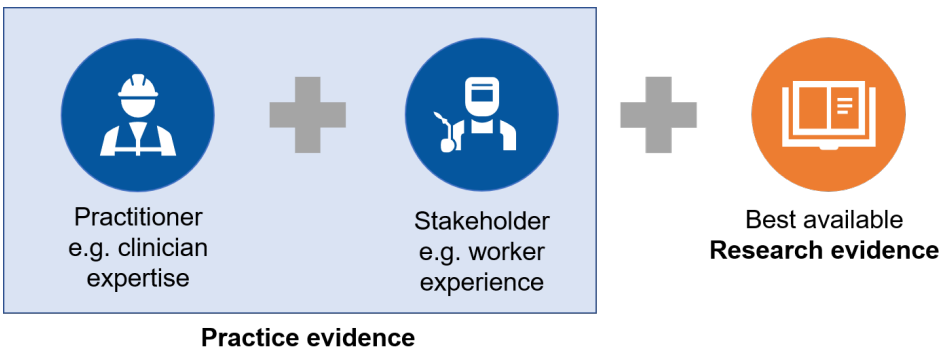 Practitioner
e.g. clinician
expertise
Stakeholder
e.g. worker
experience
Best available
Research evidence
Practice evidence